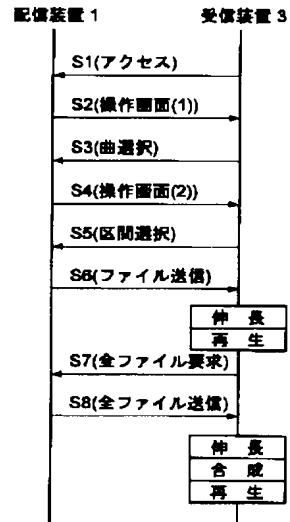 配信装置 1 受信装置 3
S1(アクセス)
S2(操作画面(1))
S3(曲選択)
S4(操作画面(2))
S5(区間選択)
S6(ファイル送信)
伸 長
再 生
S7(全ファイル要求)
S8(全ファイル送信)
伸 長
合 成
再 生